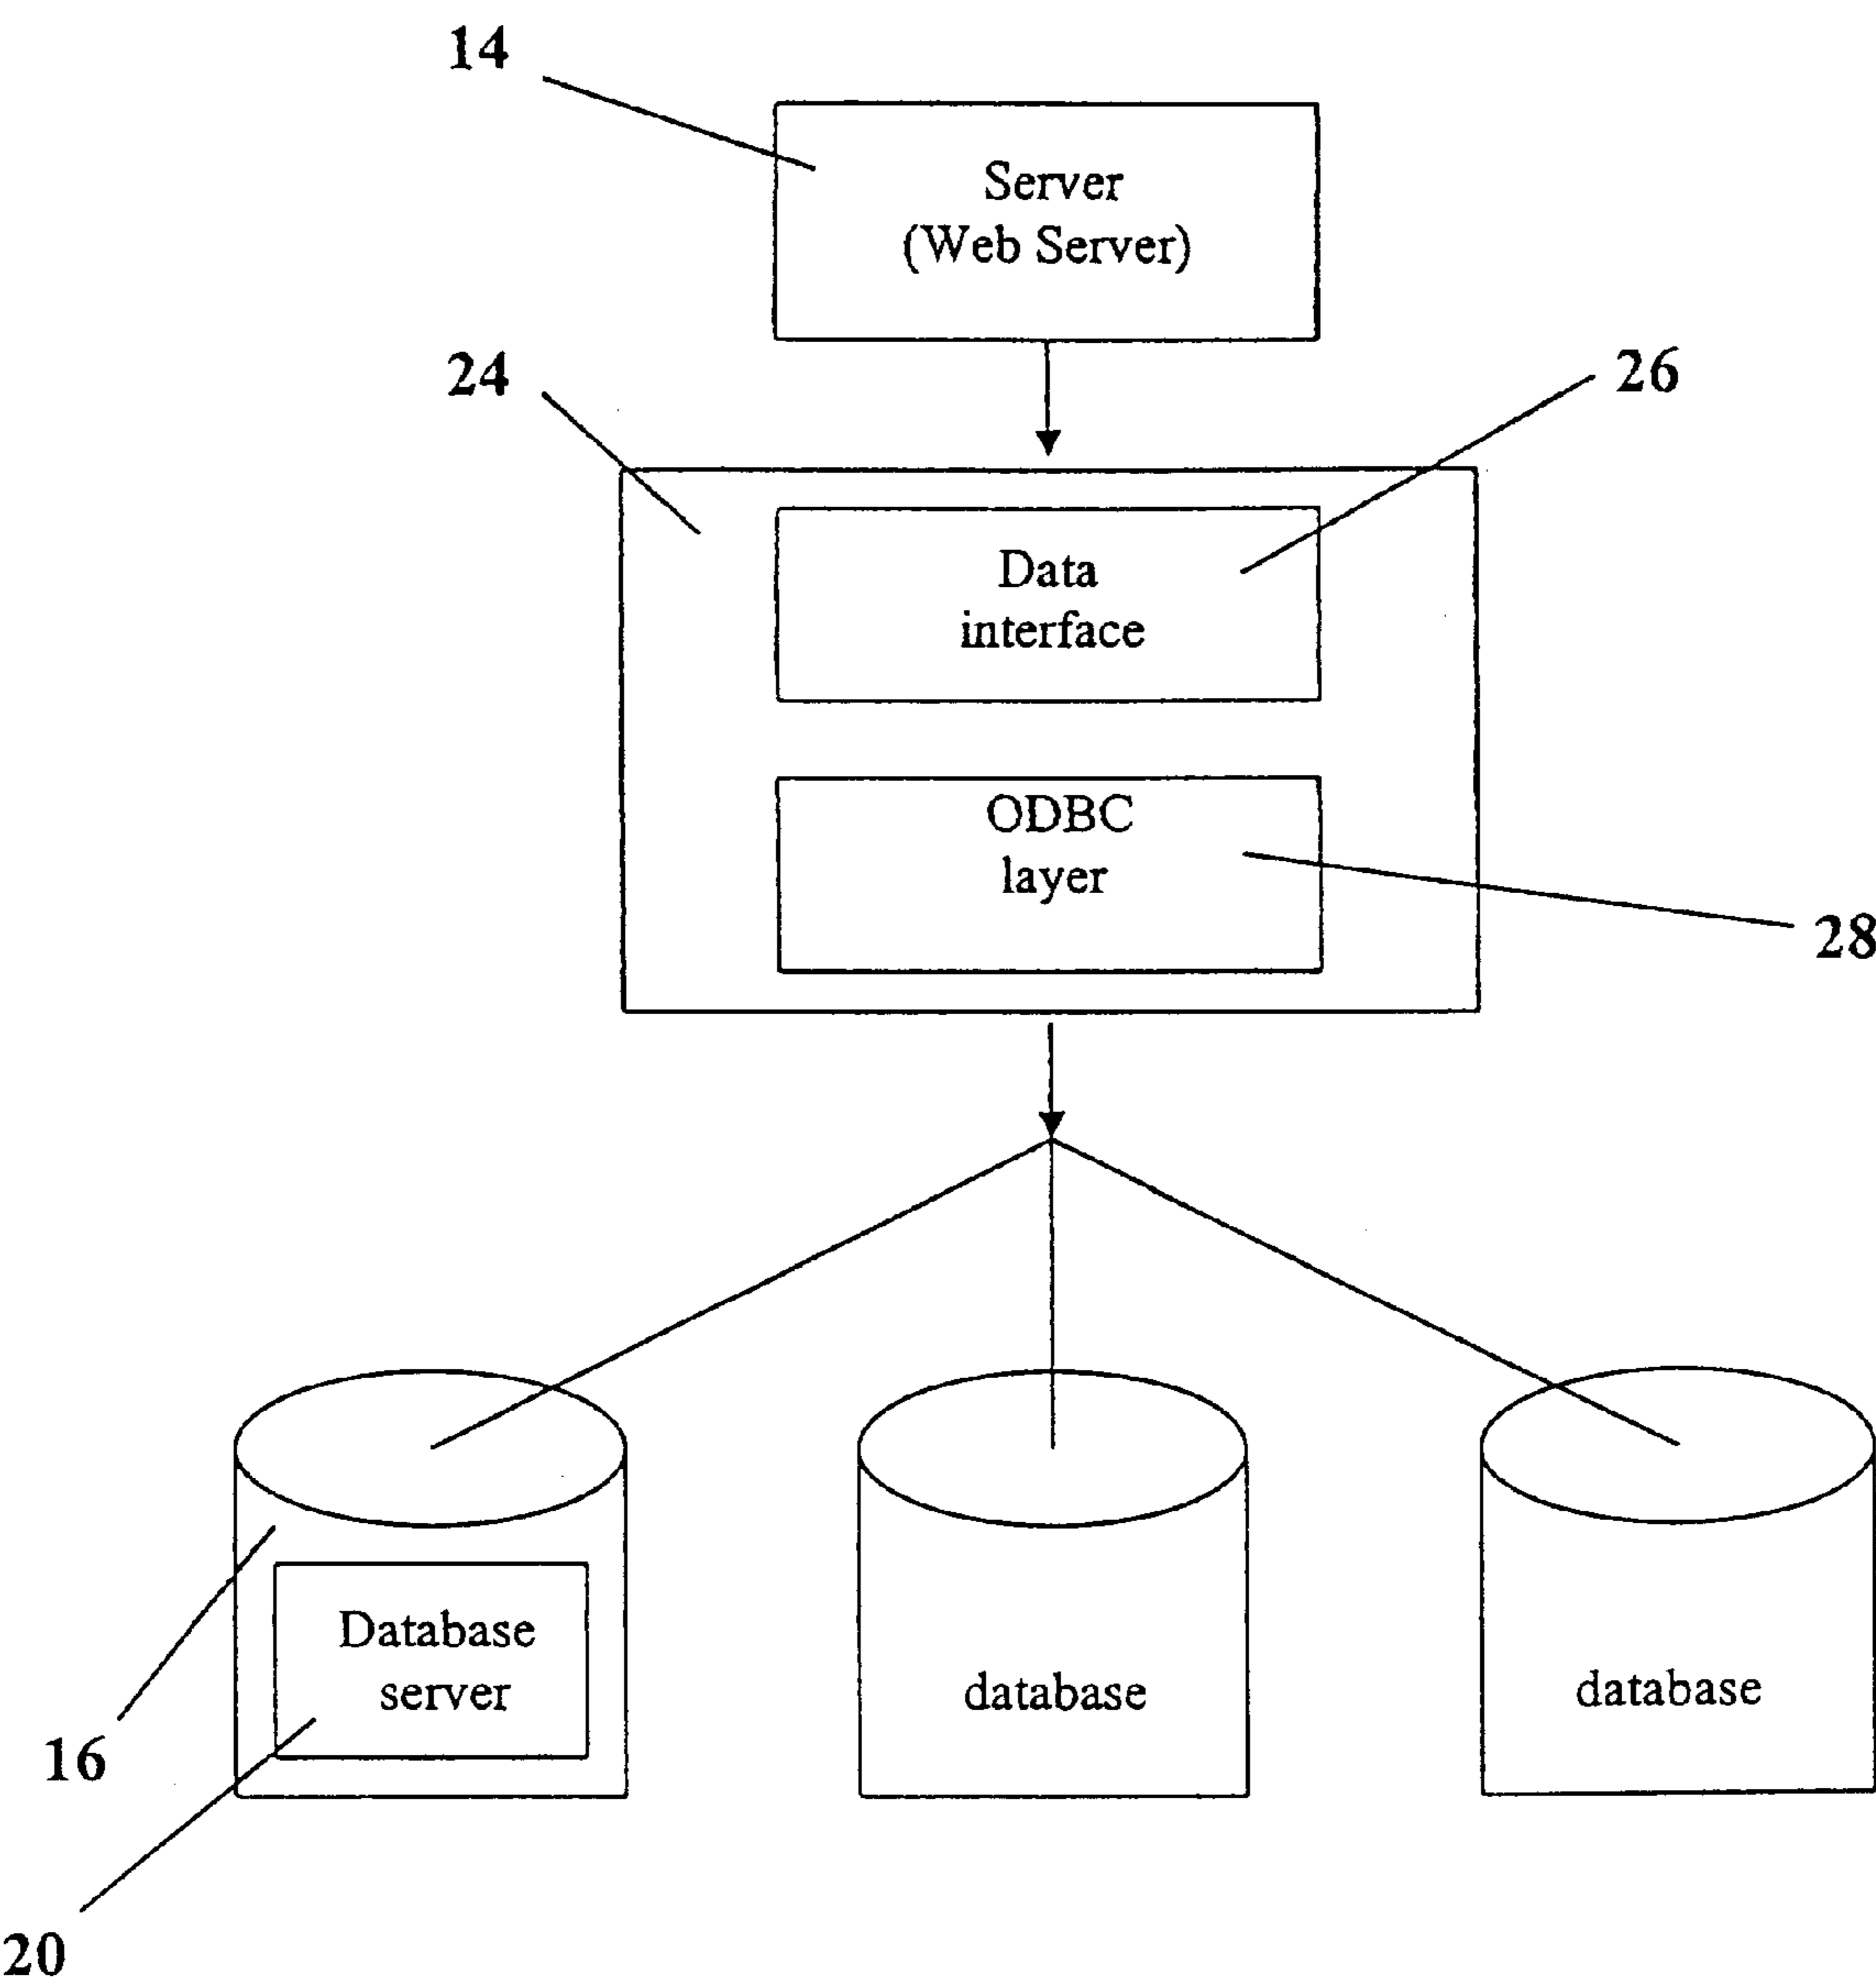 14
Server
(Web Server)
24
26
Data
interface
ODBC
layer
28
Database
server
database
database
16
20